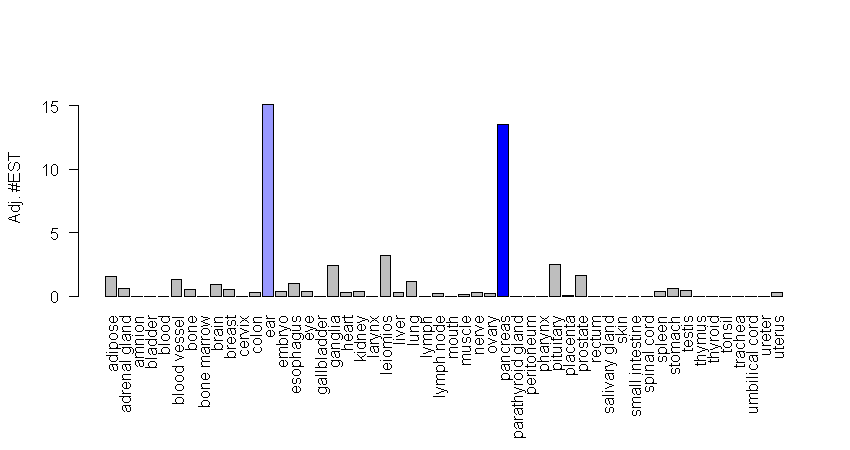 Adj. #EST
15
10
5
0
adipose
adrenal gland
amnion
bladder
blood
blood vessel
bone
bone marrow
brain
breast
cervix
colon
ear
embryo
esophagus
eye
gallbladder
ganglia
heart
kidney
larynx
leiomios
liver
lung
lymph
lymph node
mouth
muscle
nerve
ovary
pancreas
parathyroid gland
peritoneum
pharynx
pituitary
placenta
prostate
rectum
salivary gland
skin
small intestine
spinal cord
spleen
stomach
testis
thymus
thyroid
tonsil
trachea
umbilical cord
ureter
uterus